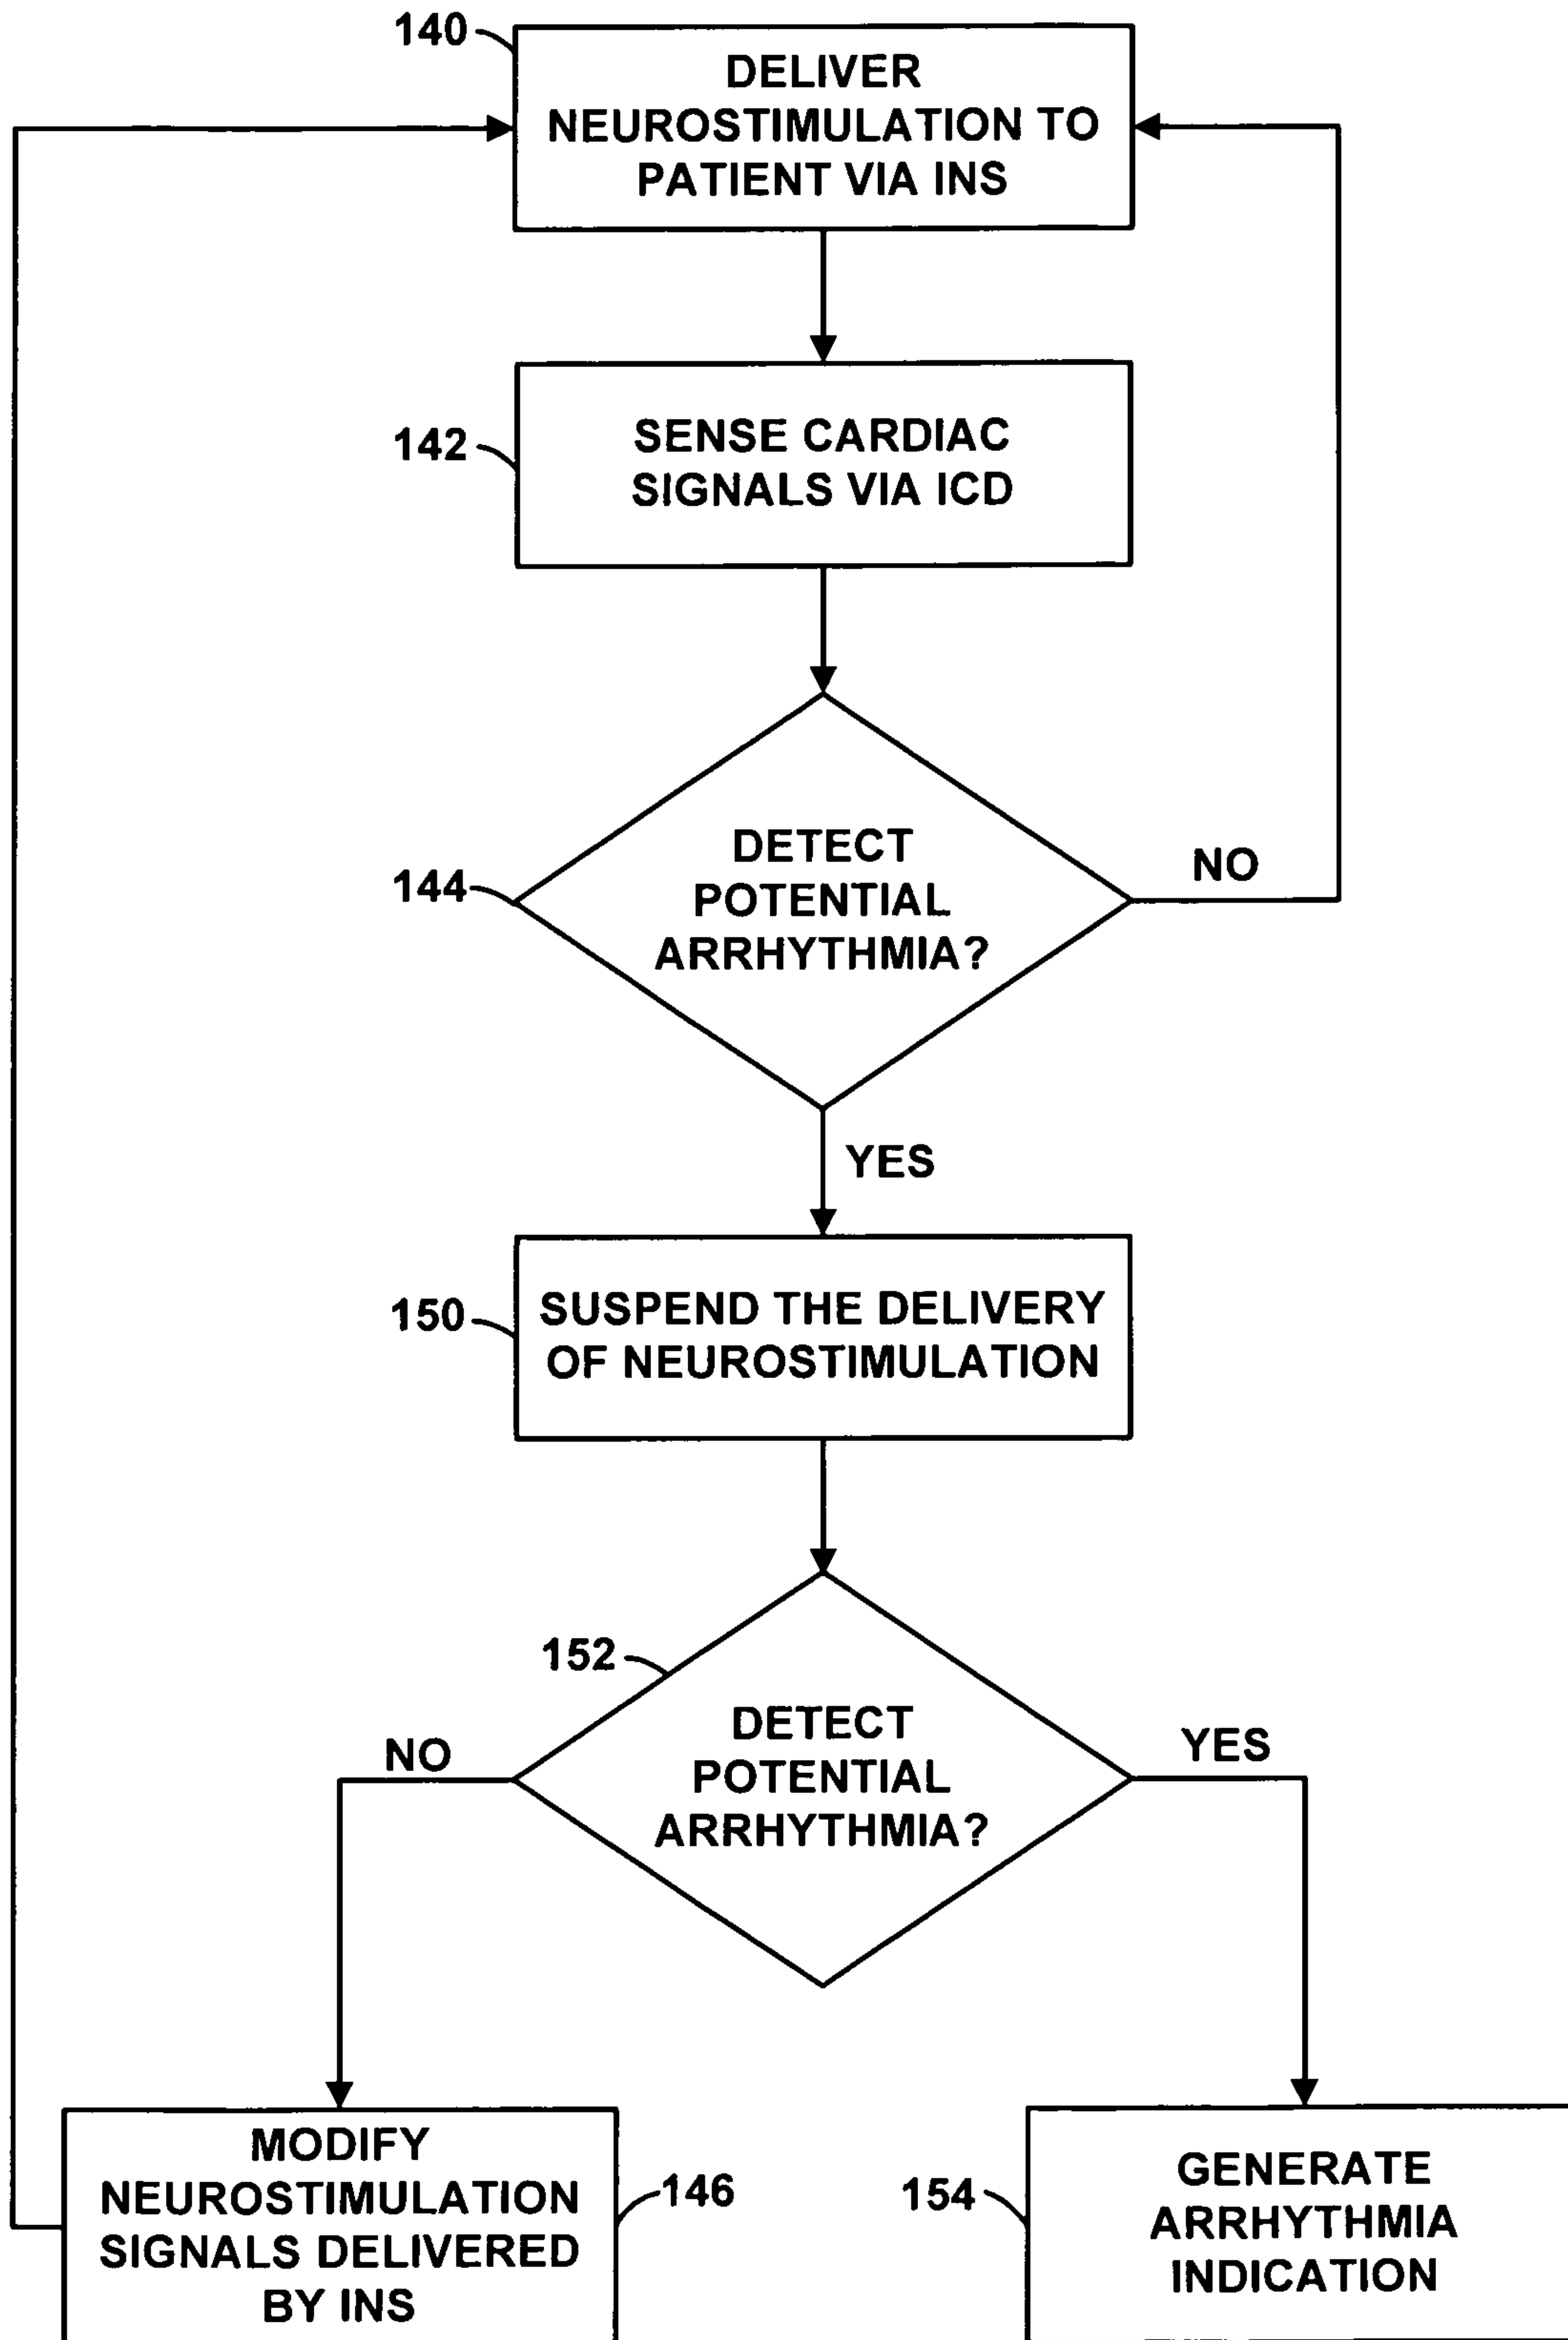 140
DELIVER
NEUROSTIMULATION TO
PATIENT VIA INS
142
SENSE CARDIAC
SIGNALS VIA ICD
144
DETECT
POTENTIAL
ARRHYTHMIA?
NO
YES
150
SUSPEND THE DELIVERY
OF NEUROSTIMULATION
152
DETECT
POTENTIAL
ARRHYTHMIA?
NO
YES
MODIFY
NEUROSTIMULATION
SIGNALS DELIVERED
BY INS
146
154
GENERATE
ARRHYTHMIA
INDICATION